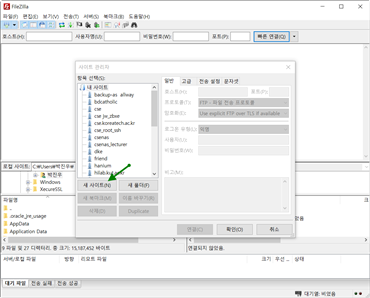 FileZilla
파일(F) 편집(E) 보기(V) 전송(T) 서버(S) 북마크(B) 도움말(H)
호스트(H): 사용자명(U): 비밀번호(W): 포트(P): 빠른 연결(Q)
사이트 관리자
항목 선택(S):
내 사이트
backup-as allway
bdcatholic
cse
cse jw_zbxe
cse.koreatech.ac.kr
cse_root_ssh
csenas
csenas_lecturer
dke
friend
hanium
새 사이트(N) 새 폴더(F)
새 북마크(M) 이름 바꾸기(R)
삭제(D) Duplicate
일반 고급 전송 설정 문자셋
호스트(H): 포트(P):
프로토콜(T): FTP - 파일 전송 프로토콜
암호화(E): Use explicit FTP over TLS if available
로그온 유형(L): 익명
사용자(U):
비밀번호(W):
비고(M):
연결(C) 확인(O) 취소
로컬 사이트: C:₩Users₩백진우₩
백진우
Windows
XecureSSL
파일명
..
.oracle_jre_usage
AppData
Application Data
9 파일 및 27 디렉터리. 총 크기: 15,187,452 바이트
연결되지 않았음.
서버/로컬 파일 방향 리모트 파일 크기 우선 ... 상태
대기 파일 전송 실패 전송 성공
대기열: 비었음